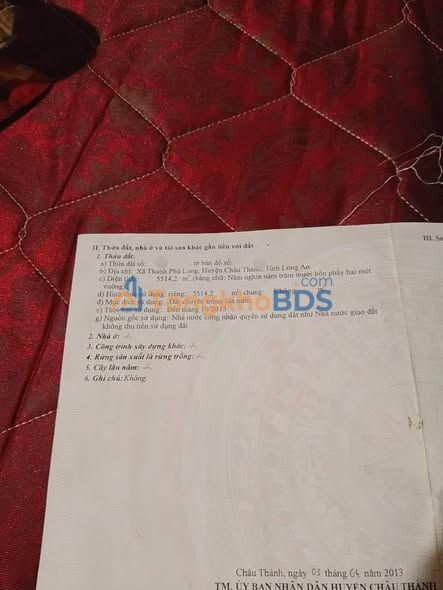 II. Thửa đất, nhà ở và tài sản khác gắn liền với đất
III. Sơ
1. Thửa đất:
a) Thửa đất số: , tờ bản đồ số:
b) Địa chỉ: Xã Thanh Phú Long, Huyện Châu Thành, Tỉnh Long An
c) Diện tích: 5514,2 m², (bằng chữ: Năm nghìn năm trăm mười bốn phẩy hai mét
vuông)
d) Hình thức sử dụng: riêng: 5514,2 m²; chung: Không m²
đ) Mục đích sử dụng: Đất chuyên trồng lúa nước
e) Thời hạn sử dụng: tháng 2013
g) Nguồn gốc sử dụng: Nhà nước công nhận quyền sử dụng đất như Nhà nước giao đất
không thu tiền sử dụng đất
2. Nhà ở: -/-.
3. Công trình xây dựng khác: -/-.
4. Rừng sản xuất là rừng trồng: -/-.
5. Cây lâu năm: -/-.
6. Ghi chú: Không.
TongkhoBDS.com
Châu Thành, ngày 03 tháng 04 năm 2013
TM. ỦY BAN NHÂN DÂN HUYỆN CHÂU THÀNH